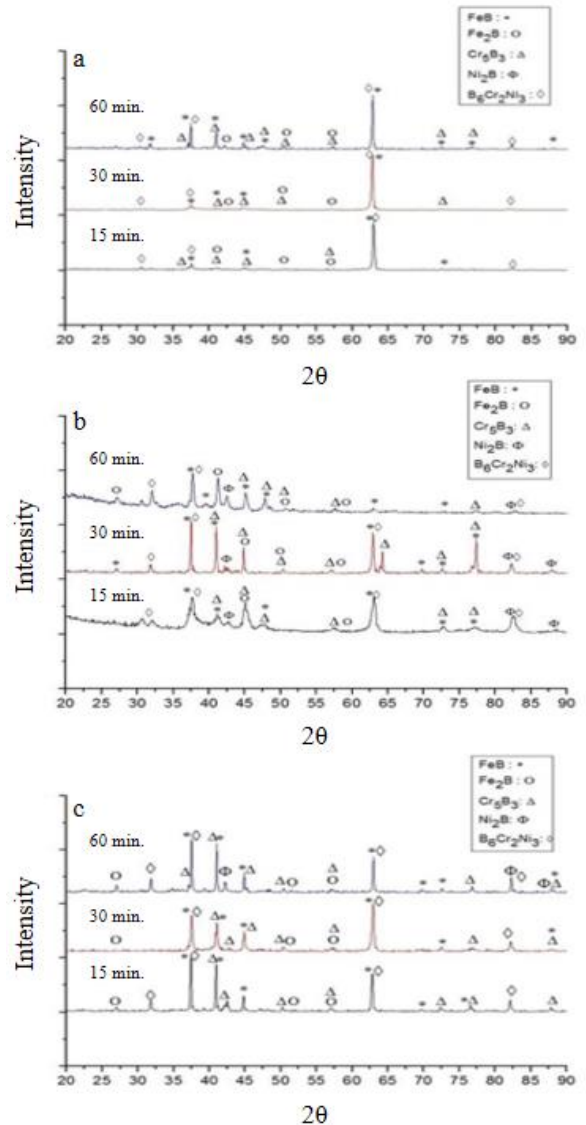 a
FeB : *
Fe2B : O
Cr5B3 : Δ
Ni2B : Φ
B6Cr2Ni3 : ◇
60 min.
30 min.
15 min.
Intensity
20 25 30 35 40 45 50 55 60 65 70 75 80 85 90
2θ
b
FeB : *
Fe2B : O
Cr5B3 : Δ
Ni2B : Φ
B6Cr2Ni3 : ◇
60 min.
30 min.
15 min.
Intensity
20 25 30 35 40 45 50 55 60 65 70 75 80 85 90
2θ
c
FeB : *
Fe2B : O
Cr5B3 : Δ
Ni2B : Φ
B6Cr2Ni3 : ◇
60 min.
30 min.
15 min.
Intensity
20 25 30 35 40 45 50 55 60 65 70 75 80 85 90
2θ